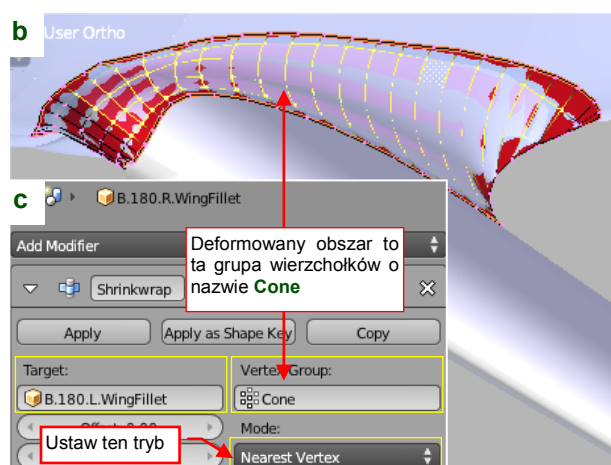 b
User Ortho
c
B.180.R.WingFillet
Add Modifier
Deformowany obszar to
ta grupa wierzchołków o
nazwie Cone
Shrinkwrap
Apply
Apply as Shape Key
Copy
Target:
Vertex Group:
B.180.L.WingFillet
Cone
Mode:
Ustaw ten tryb
Nearest Vertex